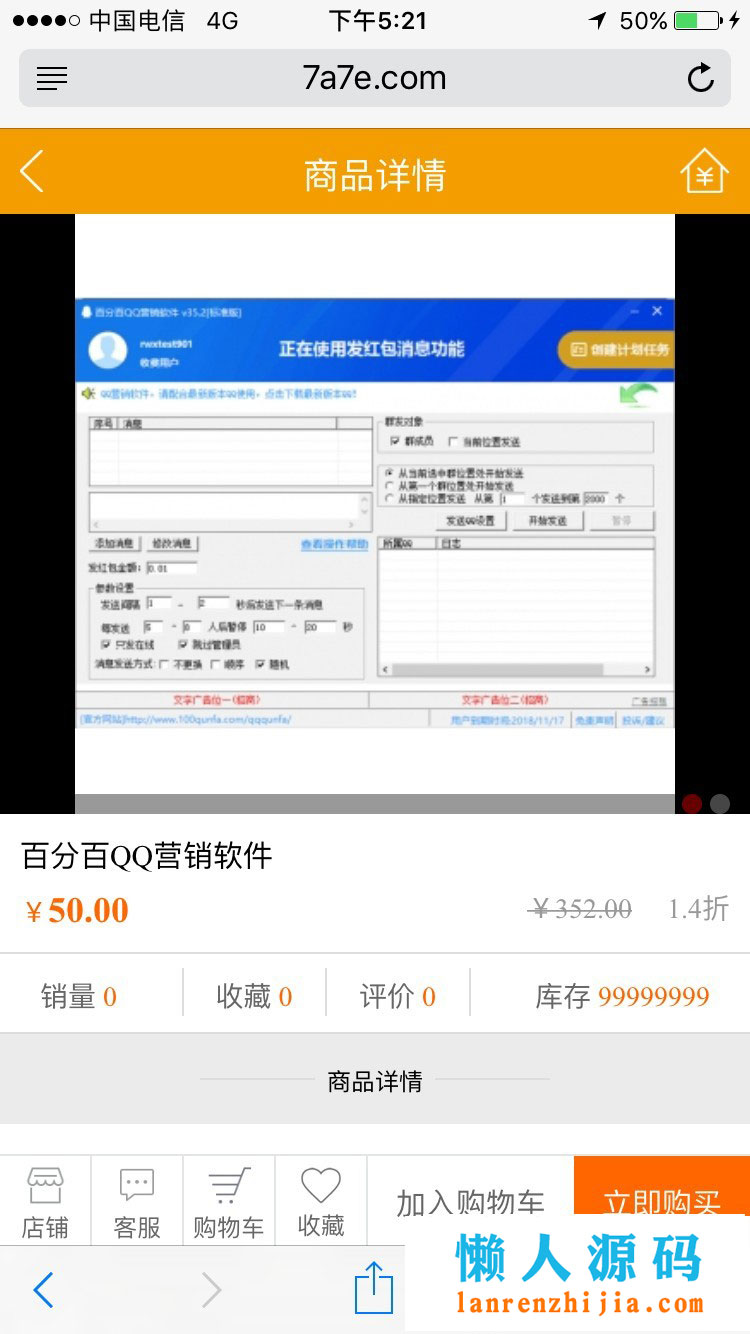 中国电信 4G 下午5:21 50%
7a7e.com
商品详情
百分百QQ营销软件 v35.2[标准版]
rwxtest901
收费用户
正在使用发红包消息功能
创建计划任务
QQ营销软件，请配合最新版本QQ使用，点击下载最新版本QQ!
序号 消息
群发对象
群成员 当前位置发送
从当前选中群位置处开始发送
从第一个群位置处开始发送
从指定位置发送 从第 1 个发送到第 2000 个
发送QQ设置 开始发送 暂停
添加消息 修改消息 查看操作帮助
所属QQ 日志
发红包金额: 0.01
参数设置
发送间隔 1 - 2 秒后发送下一条消息
每发送 5 - 8 人后暂停 10 - 20 秒
只发在线 跳过管理员
消息发送方式: 不更换 顺序 随机
文字广告位一(招商) 文字广告位二(招商) 广告招租
[官方网站]http://www.100qunfa.com/qqqunfa/ 用户到期时间:2018/11/17 免责声明 投诉/建议
百分百QQ营销软件
¥50.00 ¥352.00 1.4折
销量 0 收藏 0 评价 0 库存 99999999
商品详情
店铺 客服 购物车 收藏 加入购物车 立即购买
懒人源码
lanrenzhijia.com